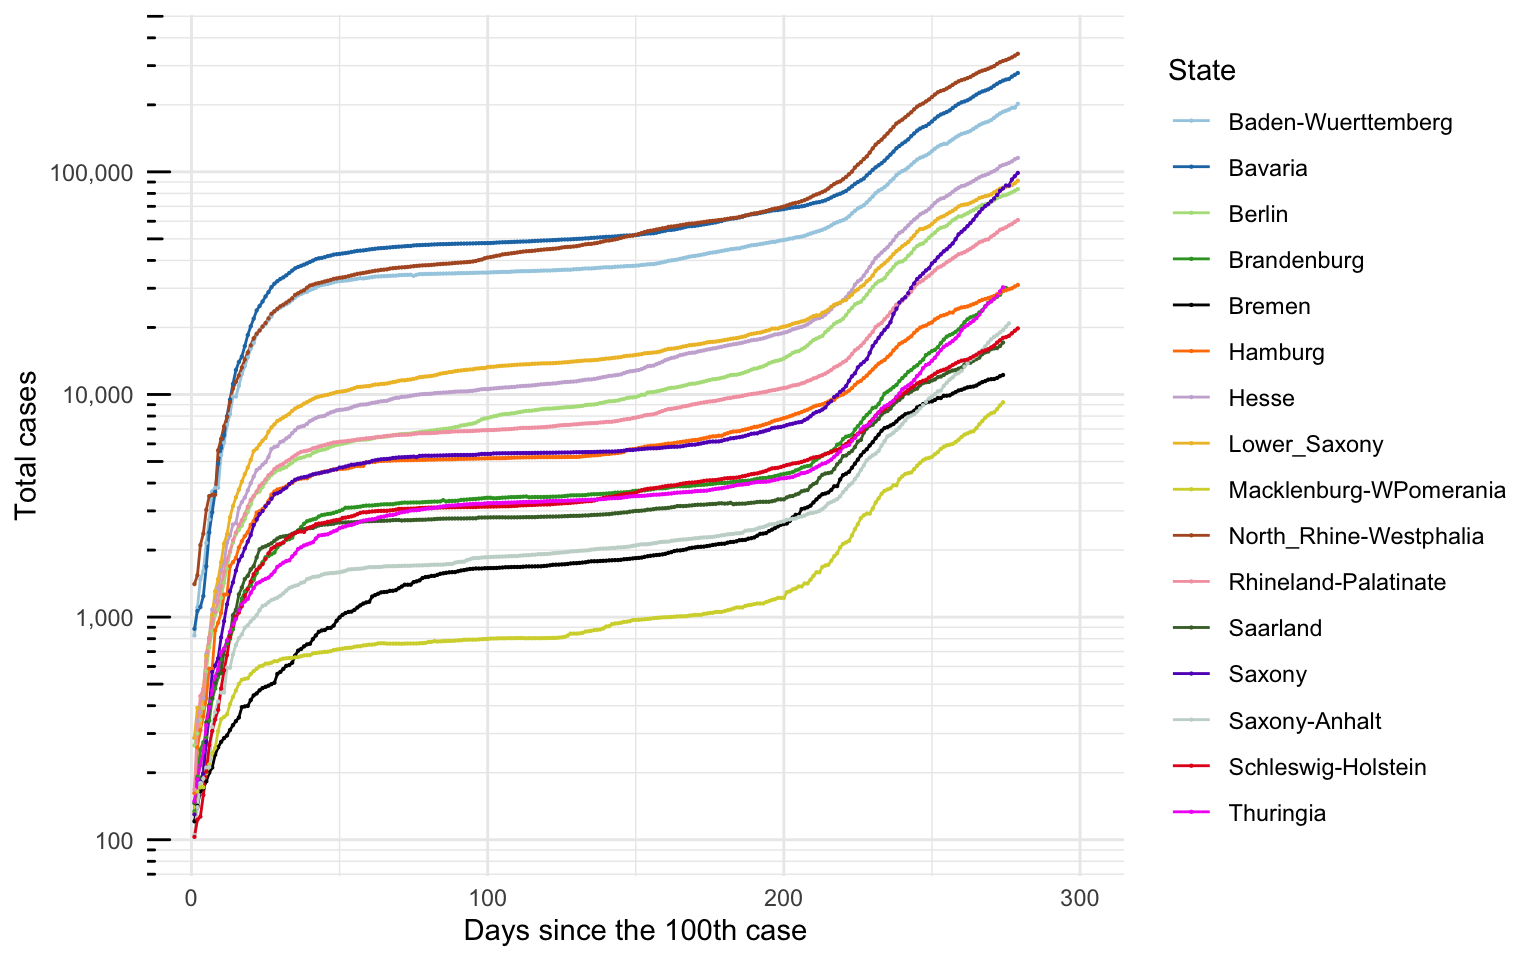 Total cases
100,000
10,000
1,000
100
0
100
200
300
Days since the 100th case
State
Baden-Wuerttemberg
Bavaria
Berlin
Brandenburg
Bremen
Hamburg
Hesse
Lower_Saxony
Macklenburg-WPomerania
North_Rhine-Westphalia
Rhineland-Palatinate
Saarland
Saxony
Saxony-Anhalt
Schleswig-Holstein
Thuringia